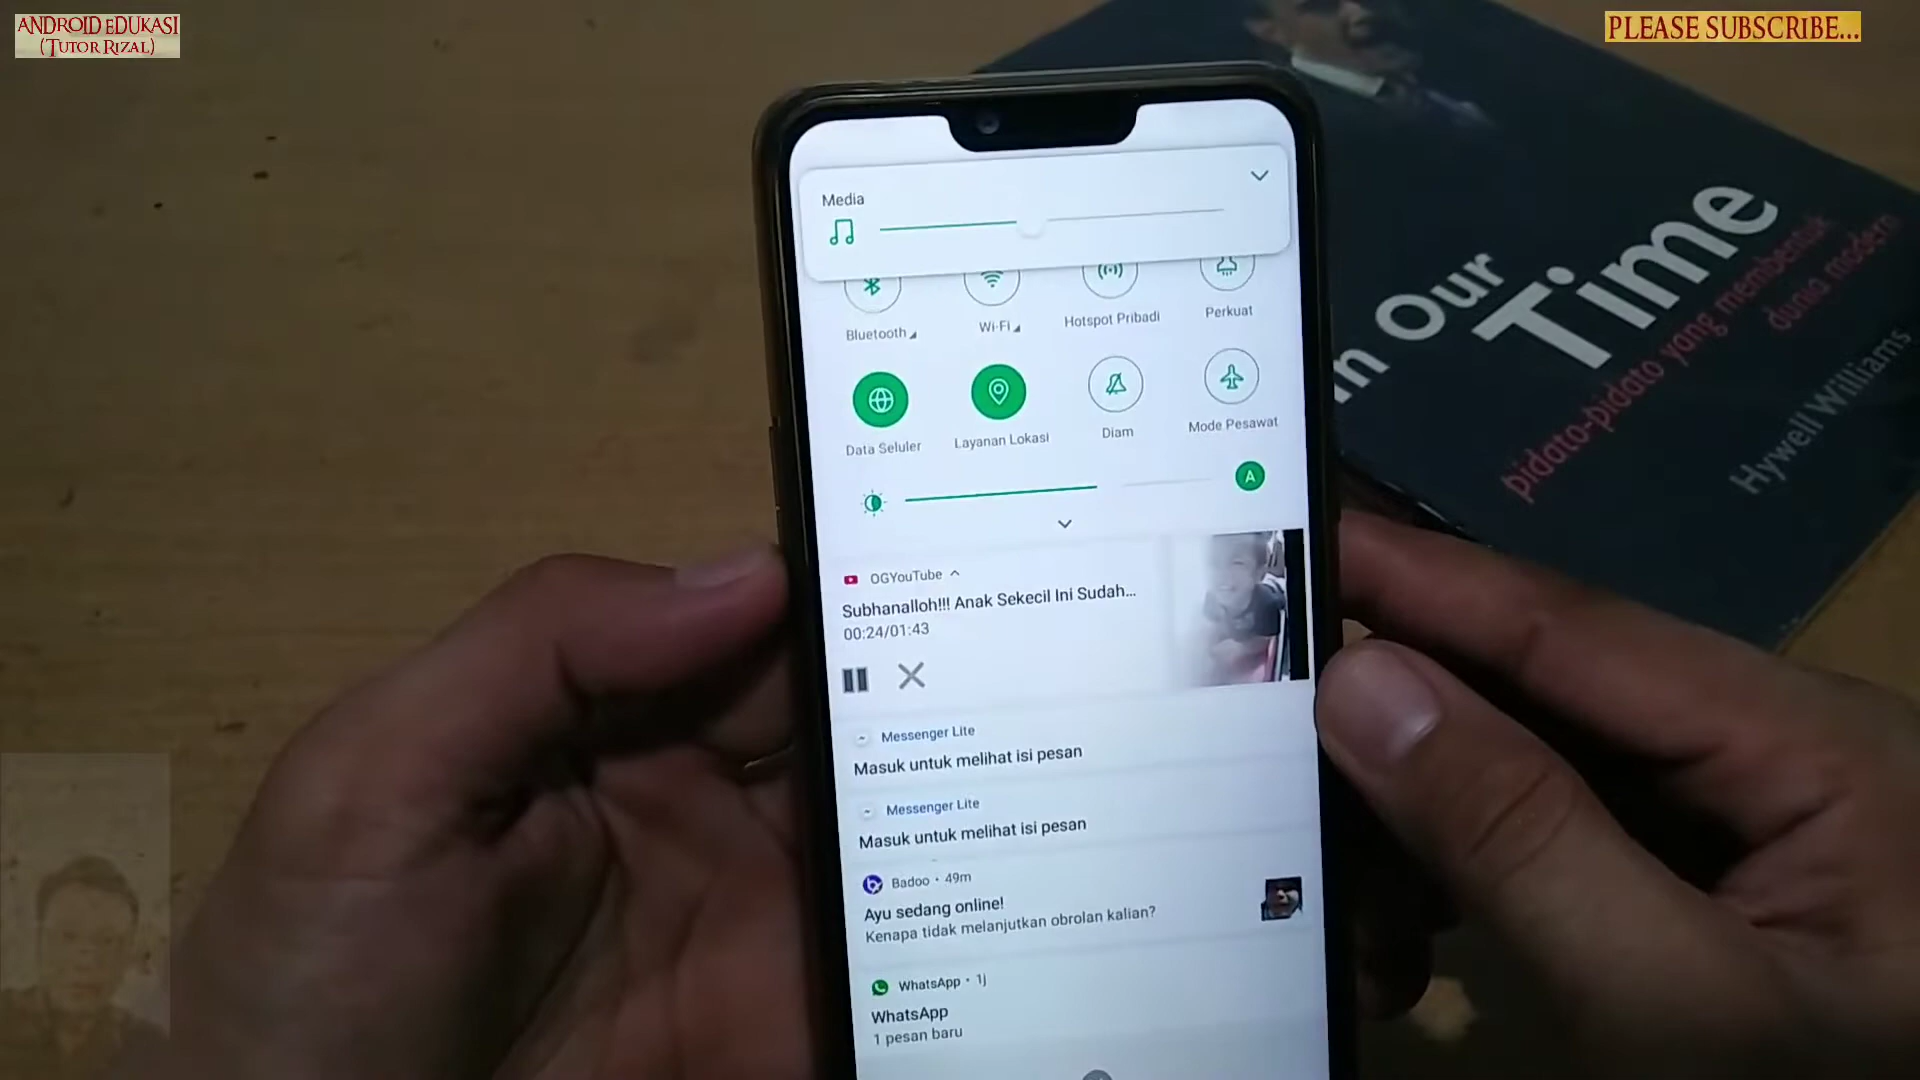 ANDROID EDUKASI
(TUTOR RIZAL)
PLEASE SUBSCRIBE...
Media
Bluetooth
Wi-Fi
Hotspot Pribadi
Perkuat
Data Seluler
Layanan Lokasi
Diam
Mode Pesawat
A
OGYouTube
Subhanalloh!!! Anak Sekecil Ini Sudah...
00:24/01:43
Messenger Lite
Masuk untuk melihat isi pesan
Messenger Lite
Masuk untuk melihat isi pesan
Badoo · 49m
Ayu sedang online!
Kenapa tidak melanjutkan obrolan kalian?
WhatsApp · 1j
WhatsApp
1 pesan baru
In Our
Time
pidato-pidato yang membentuk
dunia modern
Hywell Williams